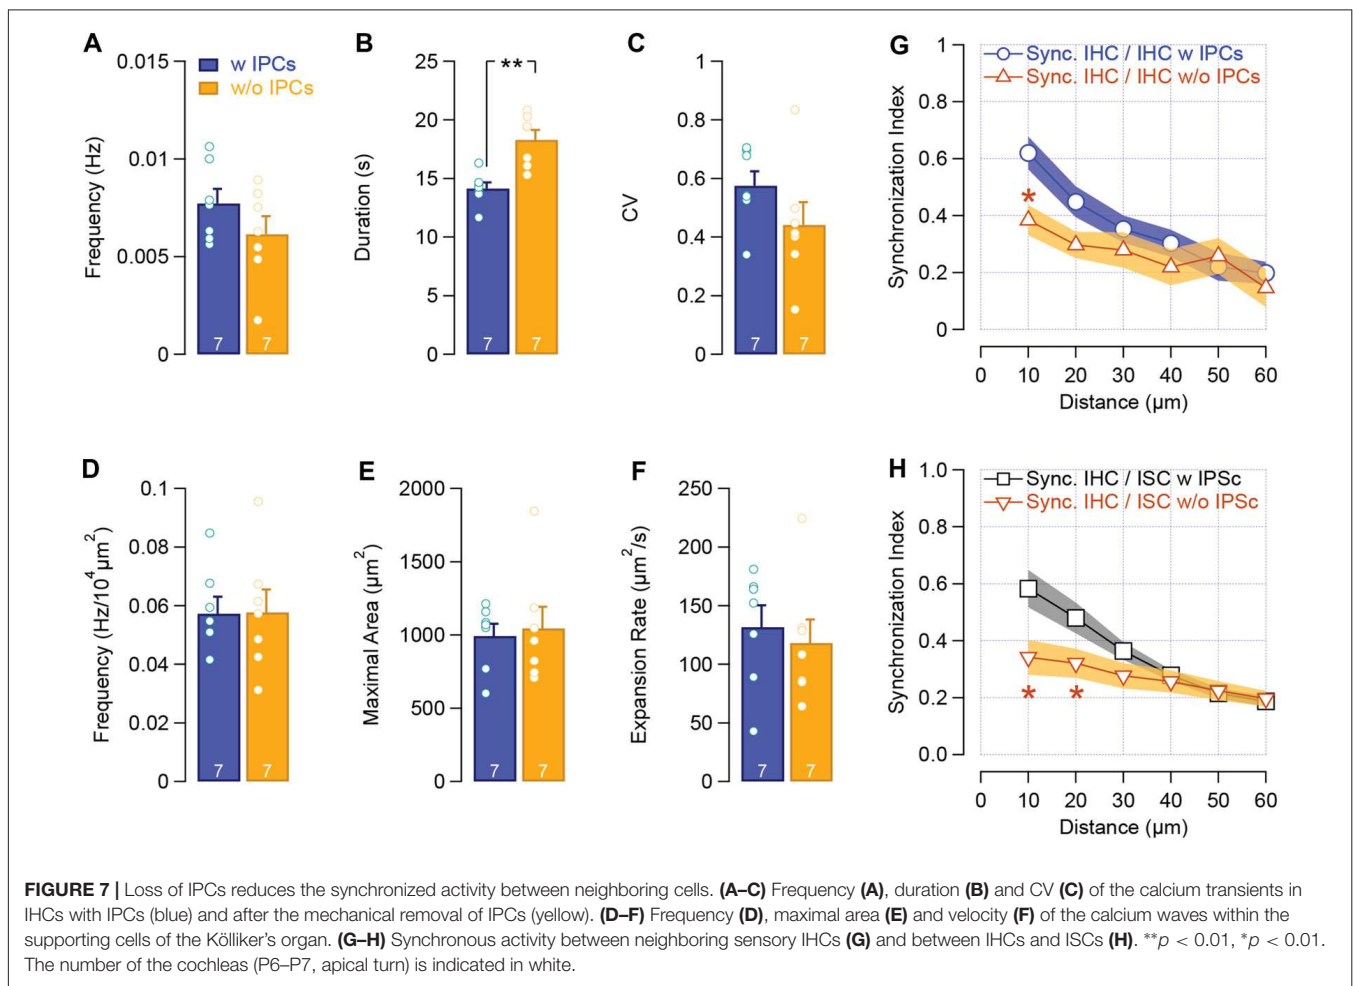 A
Frequency (Hz)
0.015
0.01
0.005
0
w IPCs
w/o IPCs
7
7
B
Duration (s)
25
20
15
10
5
0
**
7
7
C
CV
1
0.8
0.6
0.4
0.2
0
7
7
G
Synchronization Index
1
0.8
0.6
0.4
0.2
0
Sync. IHC / IHC w IPCs
Sync. IHC / IHC w/o IPCs
*
0 10 20 30 40 50 60
Distance (µm)
D
Frequency (Hz/10⁴µm²)
0.1
0.08
0.06
0.04
0.02
0
7
7
E
Maximal Area (µm²)
2000
1500
1000
500
0
7
7
F
Expansion Rate (µm²/s)
250
200
150
100
50
0
7
7
H
Synchronization Index
1.0
0.8
0.6
0.4
0.2
0.0
Sync. IHC / ISC w IPSc
Sync. IHC / ISC w/o IPSc
* *
0 10 20 30 40 50 60
Distance (µm)
FIGURE 7 | Loss of IPCs reduces the synchronized activity between neighboring cells. (A–C) Frequency (A), duration (B) and CV (C) of the calcium transients in
IHCs with IPCs (blue) and after the mechanical removal of IPCs (yellow). (D–F) Frequency (D), maximal area (E) and velocity (F) of the calcium waves within the
supporting cells of the Kölliker's organ. (G–H) Synchronous activity between neighboring sensory IHCs (G) and between IHCs and ISCs (H). **p < 0.01, *p < 0.01.
The number of the cochleas (P6–P7, apical turn) is indicated in white.